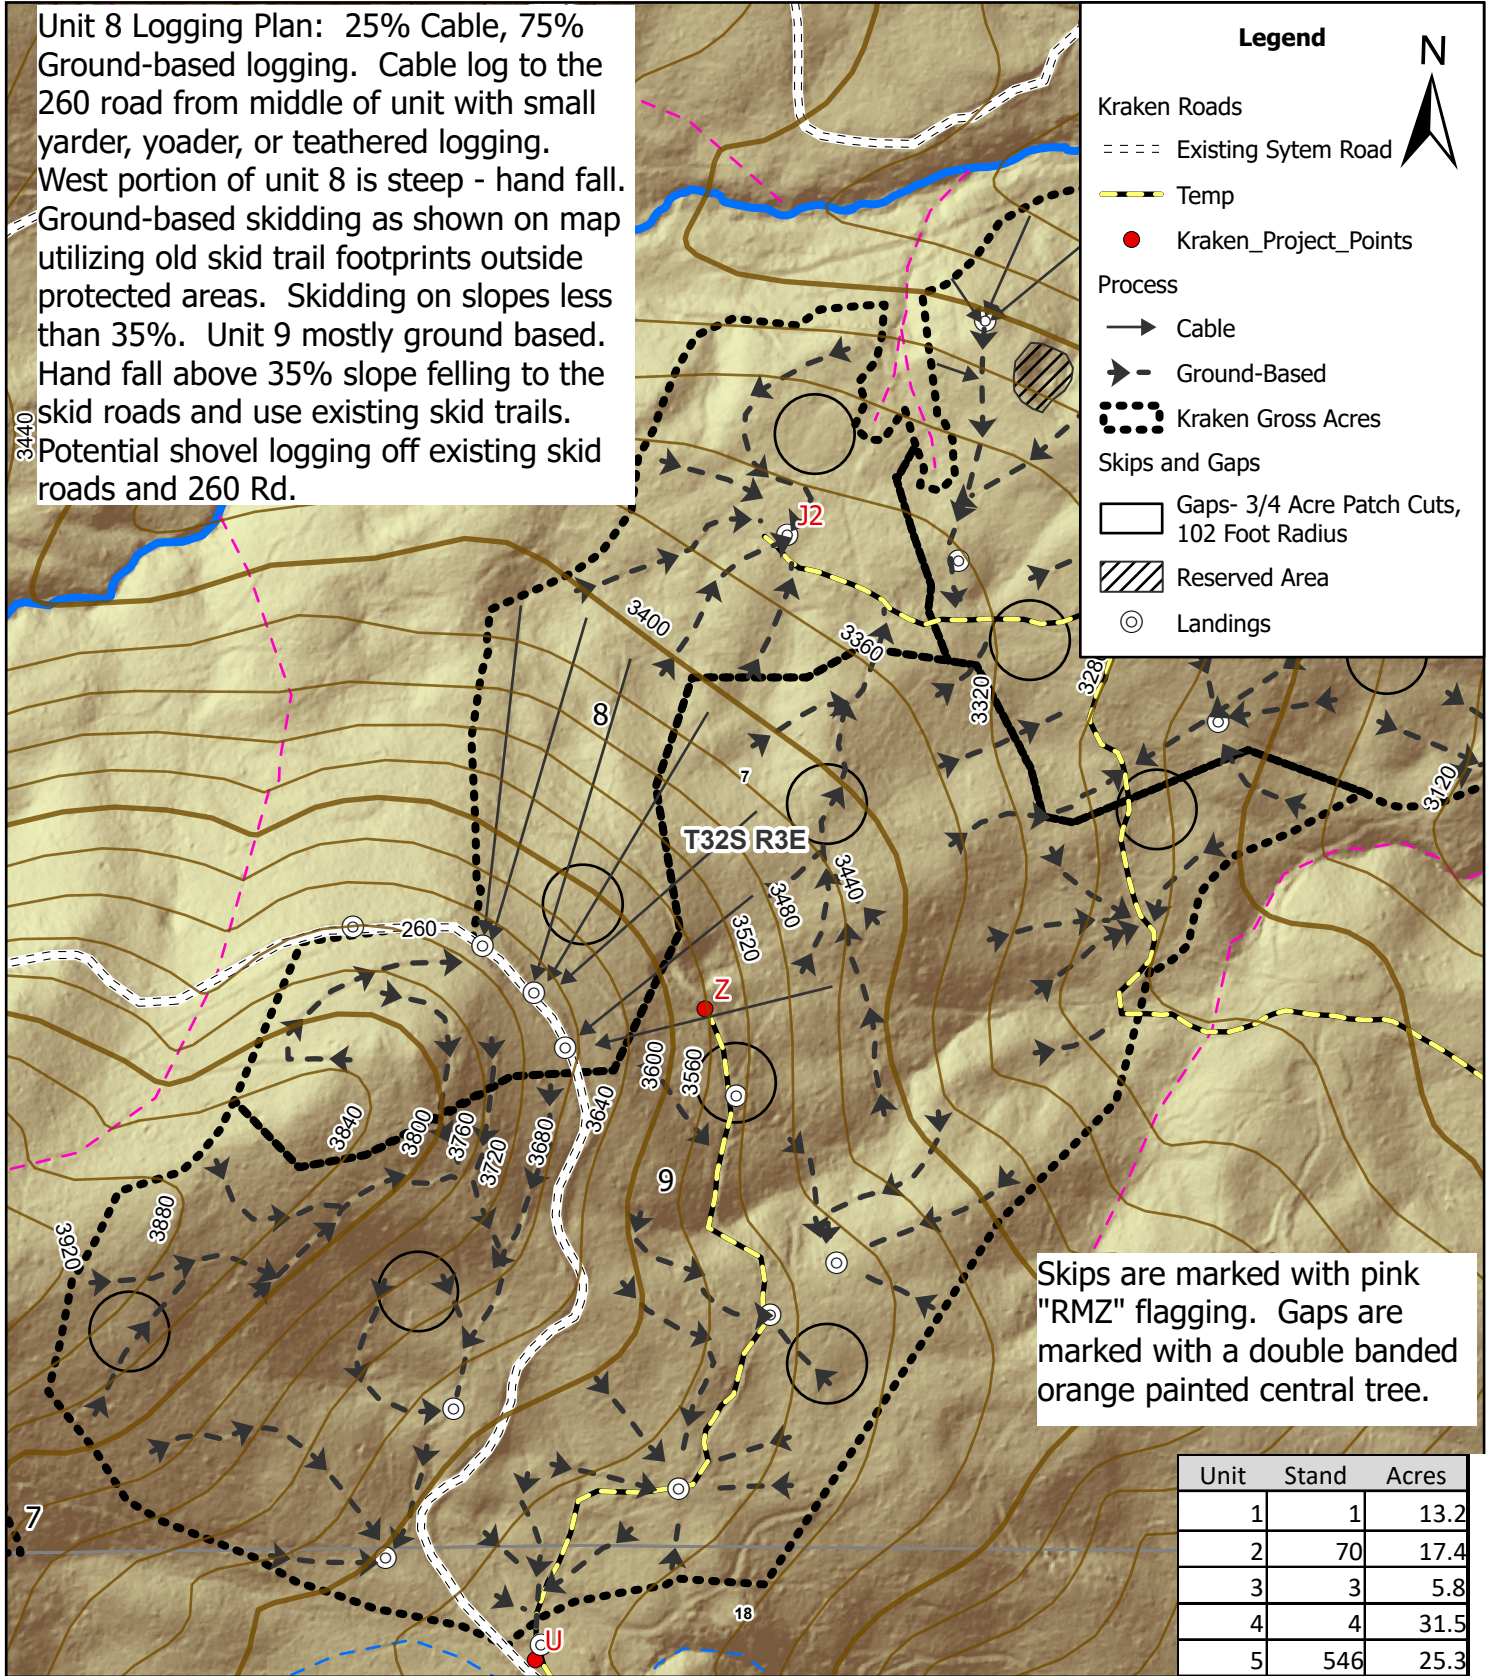 Unit 8 Logging Plan: 25% Cable, 75%
Ground-based logging. Cable log to the
260 road from middle of unit with small
yarder, yoader, or teathered logging.
West portion of unit 8 is steep - hand fall.
Ground-based skidding as shown on map
utilizing old skid trail footprints outside
protected areas. Skidding on slopes less
than 35%. Unit 9 mostly ground based.
Hand fall above 35% slope felling to the
skid roads and use existing skid trails.
Potential shovel logging off existing skid
roads and 260 Rd.
Legend
N
Kraken Roads
Existing Sytem Road
Temp
Kraken_Project_Points
Process
Cable
Ground-Based
Kraken Gross Acres
Skips and Gaps
Gaps- 3/4 Acre Patch Cuts,
102 Foot Radius
Reserved Area
Landings
3440
J2
3400
3360
3320
328
8
7
T32S R3E
3120
3440
3480
3520
260
Z
3600
3560
3640
3840
3800
3760
3720
3680
9
3880
3920
Skips are marked with pink
"RMZ" flagging. Gaps are
marked with a double banded
orange painted central tree.
7
18
U
Unit Stand Acres
1 1 13.2
2 70 17.4
3 3 5.8
4 4 31.5
5 546 25.3